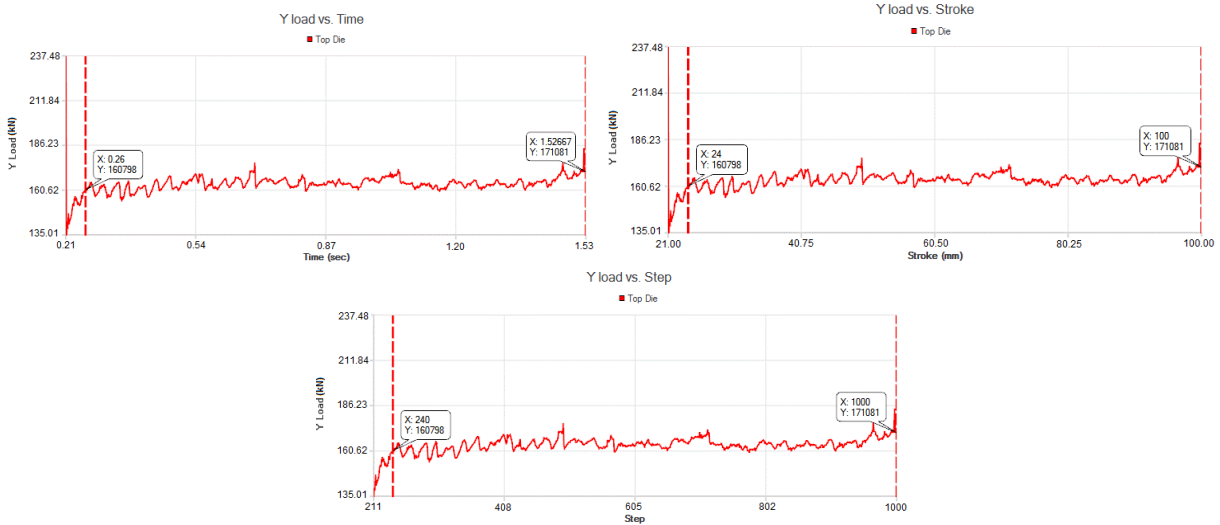 Y load vs. Time
Top Die
237.48
211.84
186.23
160.62
135.01
Y Load (kN)
X: 0.26
Y: 160798
X: 1.52667
Y: 171081
0.21 0.54 0.87 1.20 1.53
Time (sec)
Y load vs. Stroke
Top Die
237.48
211.84
186.23
160.62
135.01
Y Load (kN)
X: 24
Y: 160798
X: 100
Y: 171081
21.00 40.75 60.50 80.25 100.00
Stroke (mm)
Y load vs. Step
Top Die
237.48
211.84
186.23
160.62
135.01
Y Load (kN)
X: 240
Y: 160798
X: 1000
Y: 171081
211 408 605 802 1000
Step